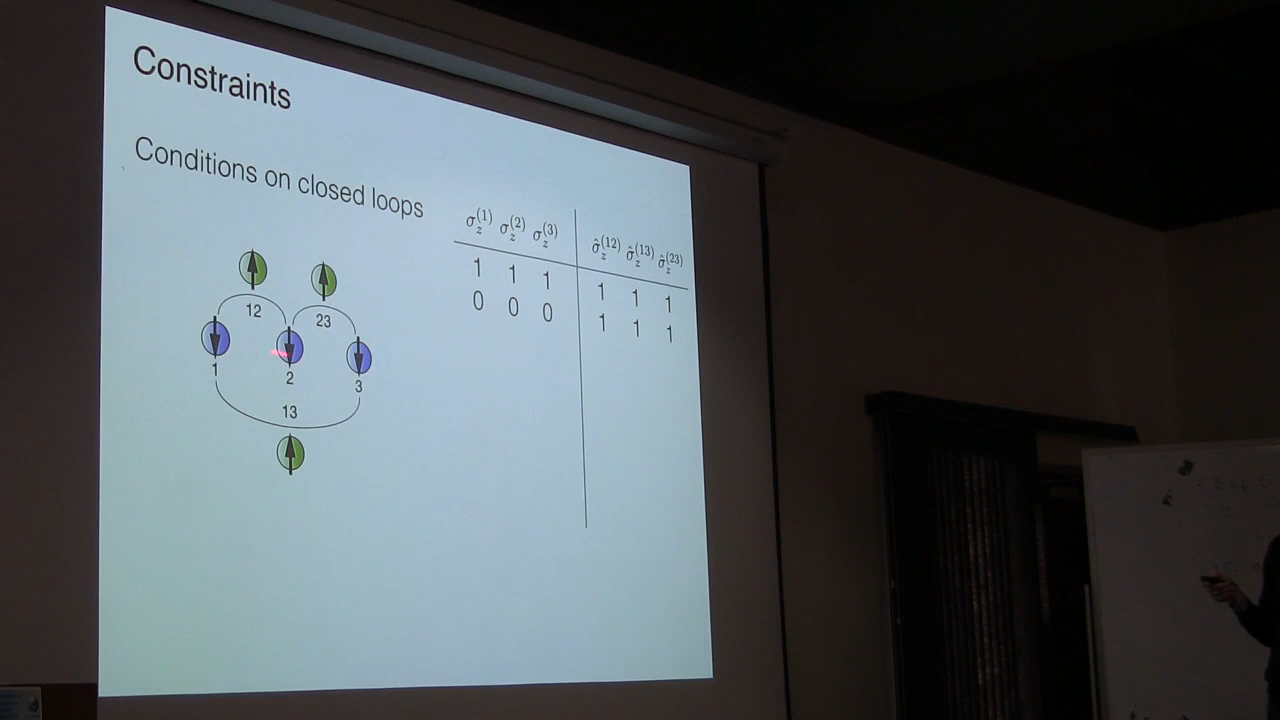 Constraints
Conditions on closed loops
σ_z^(1) σ_z^(2) σ_z^(3) σ̂_z^(12) σ̂_z^(13) σ̂_z^(23)
1 1 1 1 1 1
0 0 0 1 1 1
12 23
1 2 3
13